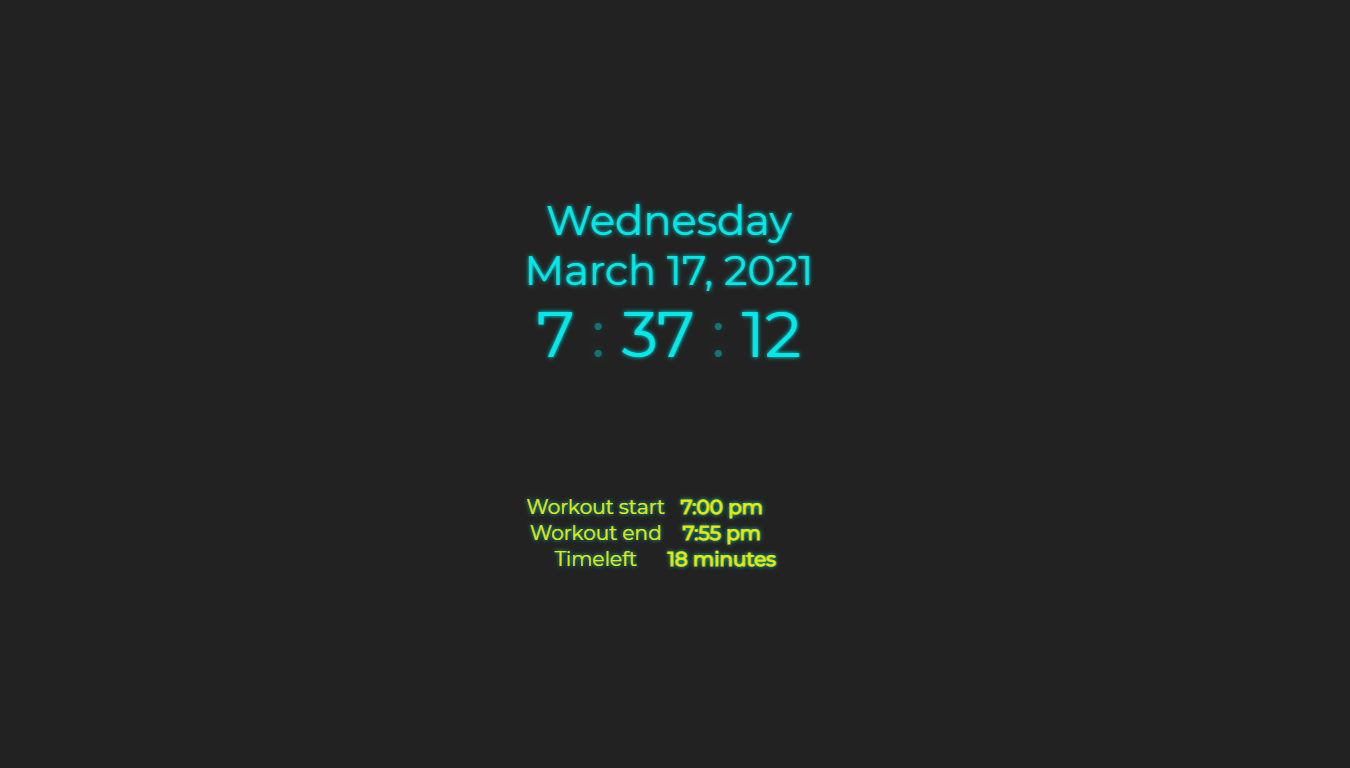 Wednesday
March 17, 2021
7 : 37 : 12
Workout start 7:00 pm
Workout end 7:55 pm
Timeleft 18 minutes